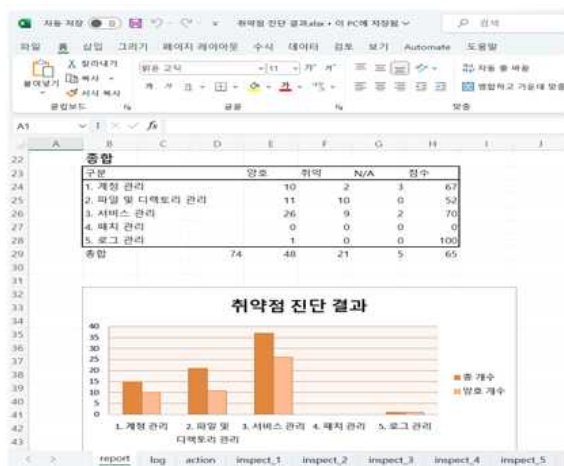 자동 저장 취약점 진단 결과.xlsx • 이 PC에 저장됨 검색
파일 홈 삽입 그리기 페이지 레이아웃 수식 데이터 검토 보기 Automate 도움말
잘라내기
복사
서식 복사
붙여넣기
맑은 고딕 11
자동 줄 바꿈
병합하고 가운데 맞춤
클립보드 글꼴 맞춤
A1 fx
A B C D E F G H I J
22 종합
23 구분 양호 취약 N/A 점수
24 1. 계정 관리 10 2 3 67
25 2. 파일 및 디렉토리 관리 11 10 0 52
26 3. 서비스 관리 26 9 2 70
27 4. 패치 관리 0 0 0 0
28 5. 로그 관리 1 0 0 100
29 종합 74 48 21 5 65
30
31
32
33 취약점 진단 결과
34 40
35 35
36 30
37 25
38 20
39 15
40 10
41 5
42 0
43
총 개수
양호 개수
1. 계정 관리 2. 파일 및 디렉토리 관리 3. 서비스 관리 4. 패치 관리 5. 로그 관리
report log action inspect_1 inspect_2 inspect_3 inspect_4 inspect_5